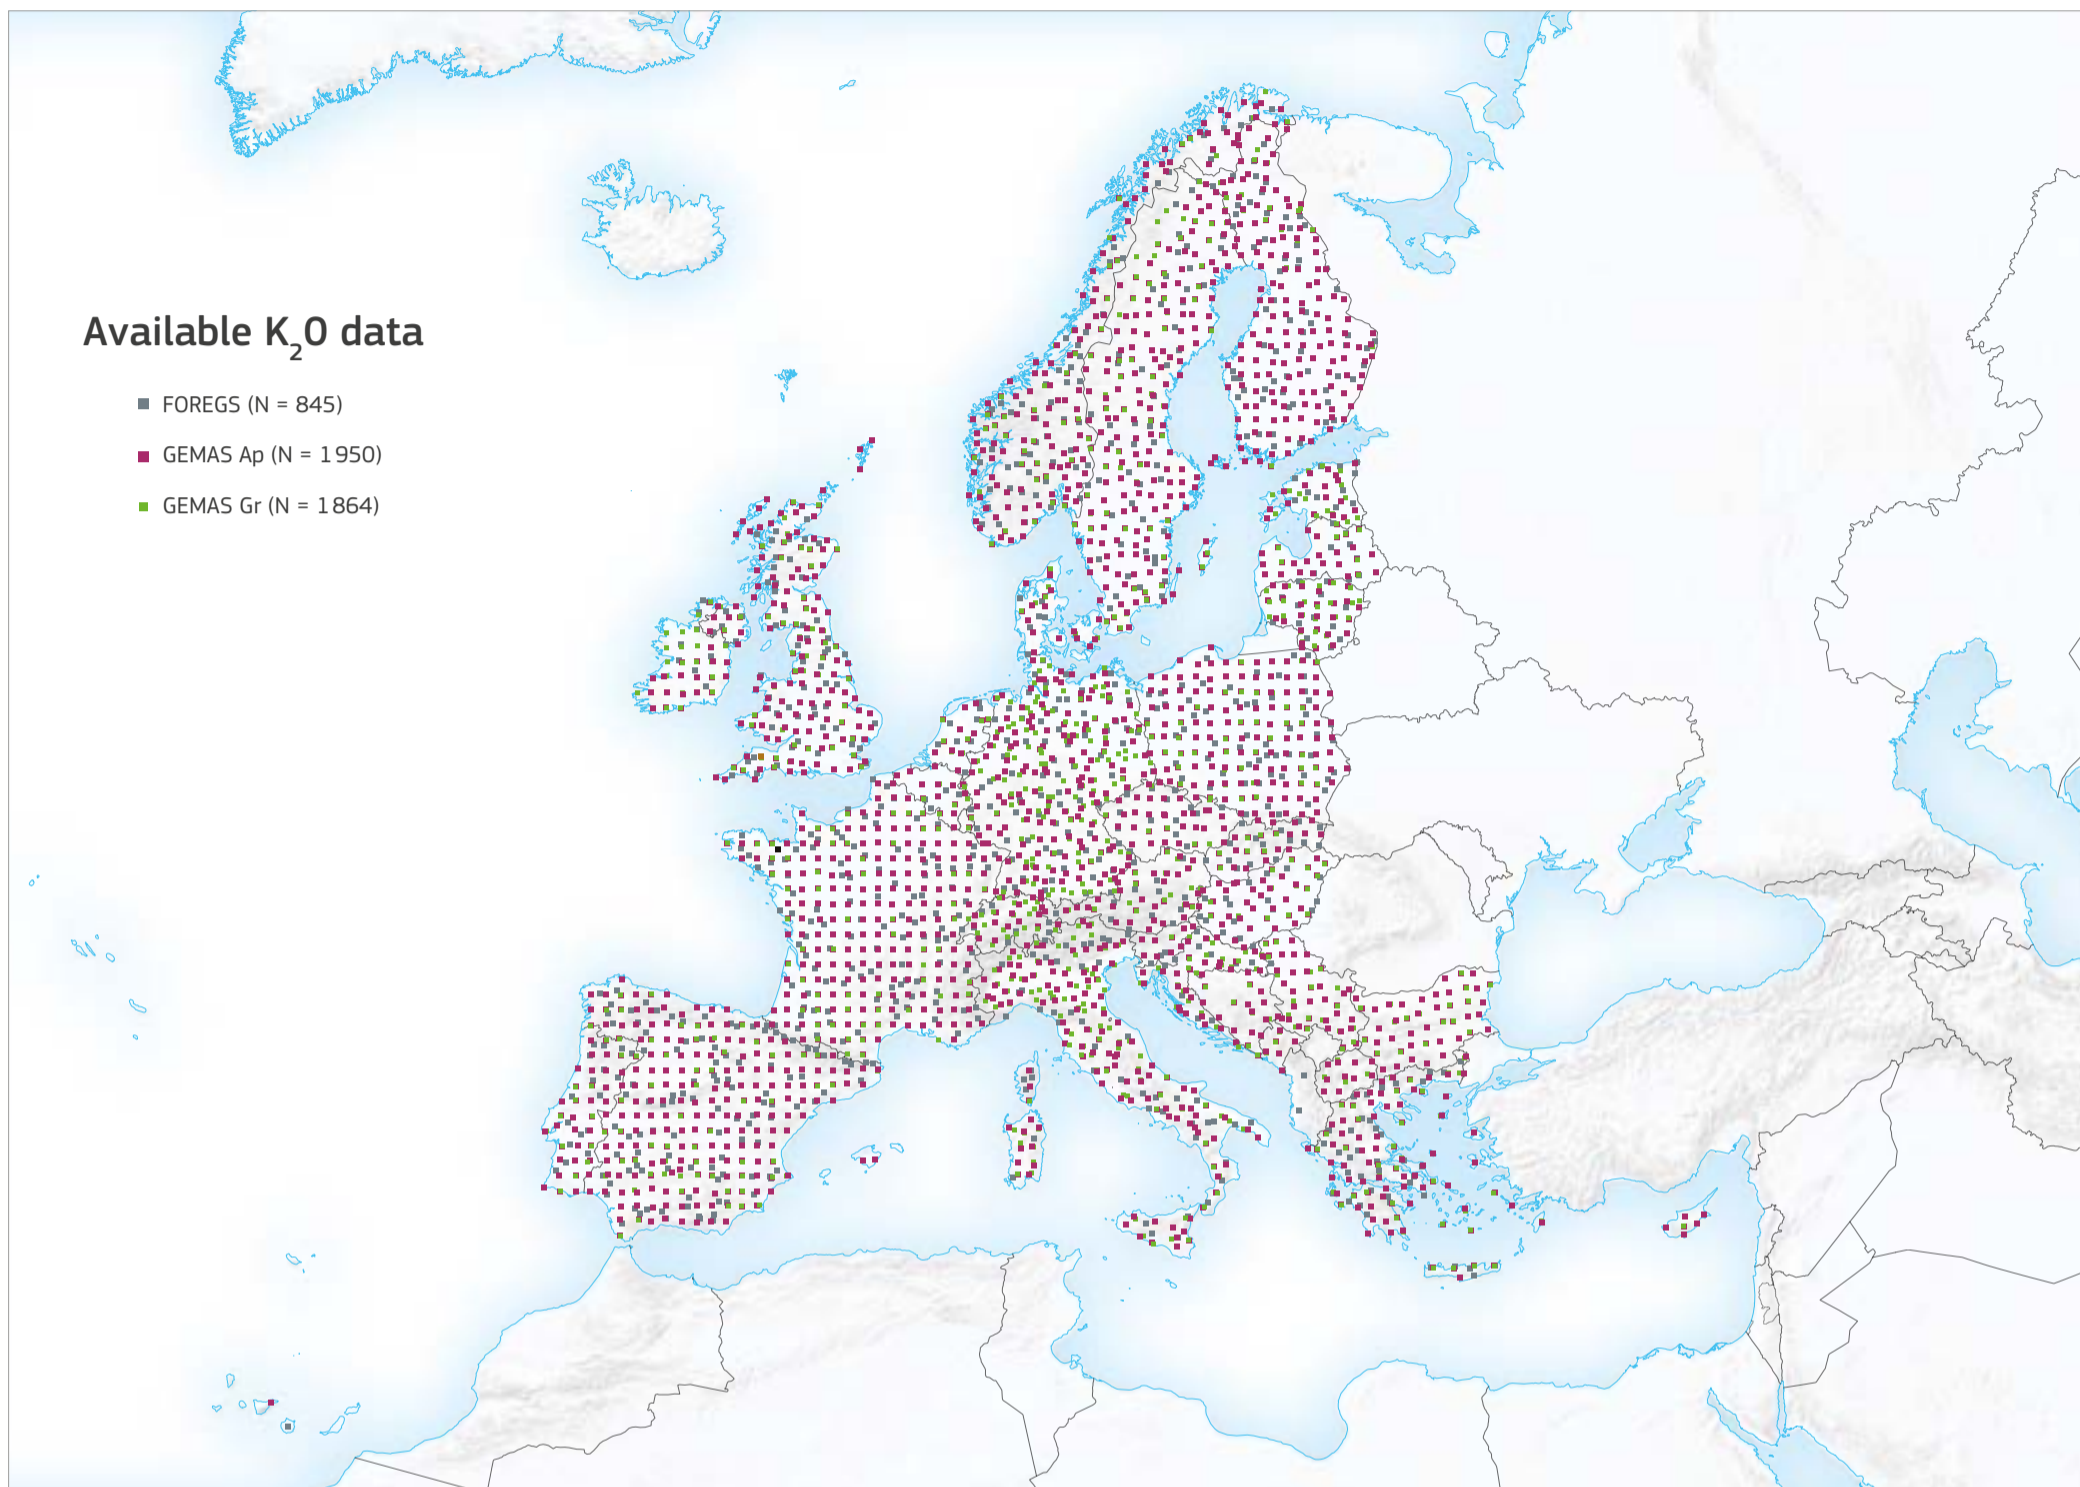 Available K₂O data
FOREGS (N = 845)
GEMAS Ap (N = 1950)
GEMAS Gr (N = 1864)